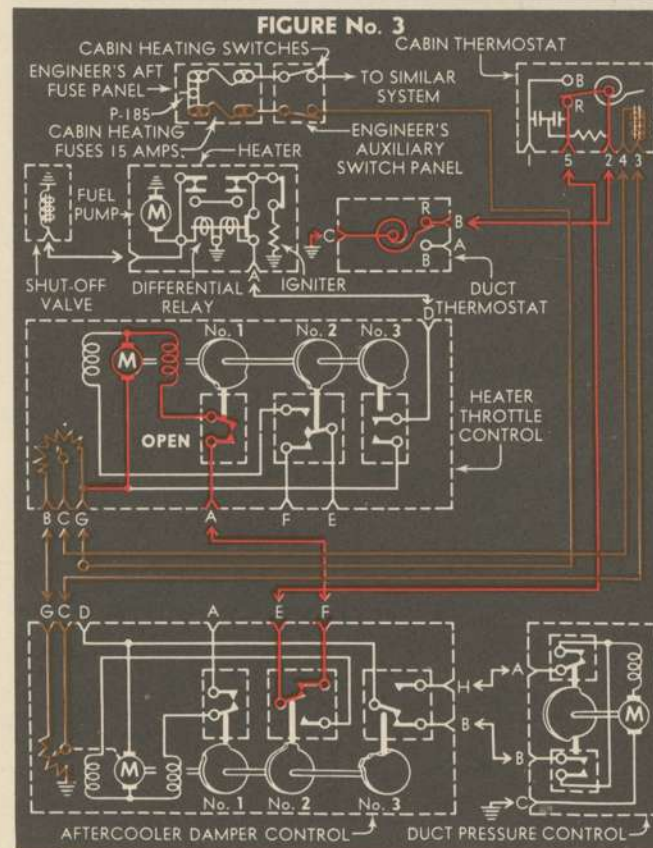 FIGURE No. 3
CABIN HEATING SWITCHES
CABIN THERMOSTAT
ENGINEER'S AFT
FUSE PANEL
P-185
TO SIMILAR
SYSTEM
CABIN HEATING
FUSES 15 AMPS.
HEATER
ENGINEER'S
AUXILIARY
SWITCH PANEL
B
R
1 5 2 4 3
FUEL
PUMP
M
SHUT-OFF
VALVE
DIFFERENTIAL
RELAY
A
IGNITER
C
R
B
A
B
DUCT
THERMOSTAT
D
No. 1 No. 2 No. 3
M
OPEN
HEATER
THROTTLE
CONTROL
B C G A F E
G C D A E F
H A
B B
C
M
M
No. 1 No. 2 No. 3
AFTERCOOLER DAMPER CONTROL
DUCT PRESSURE CONTROL